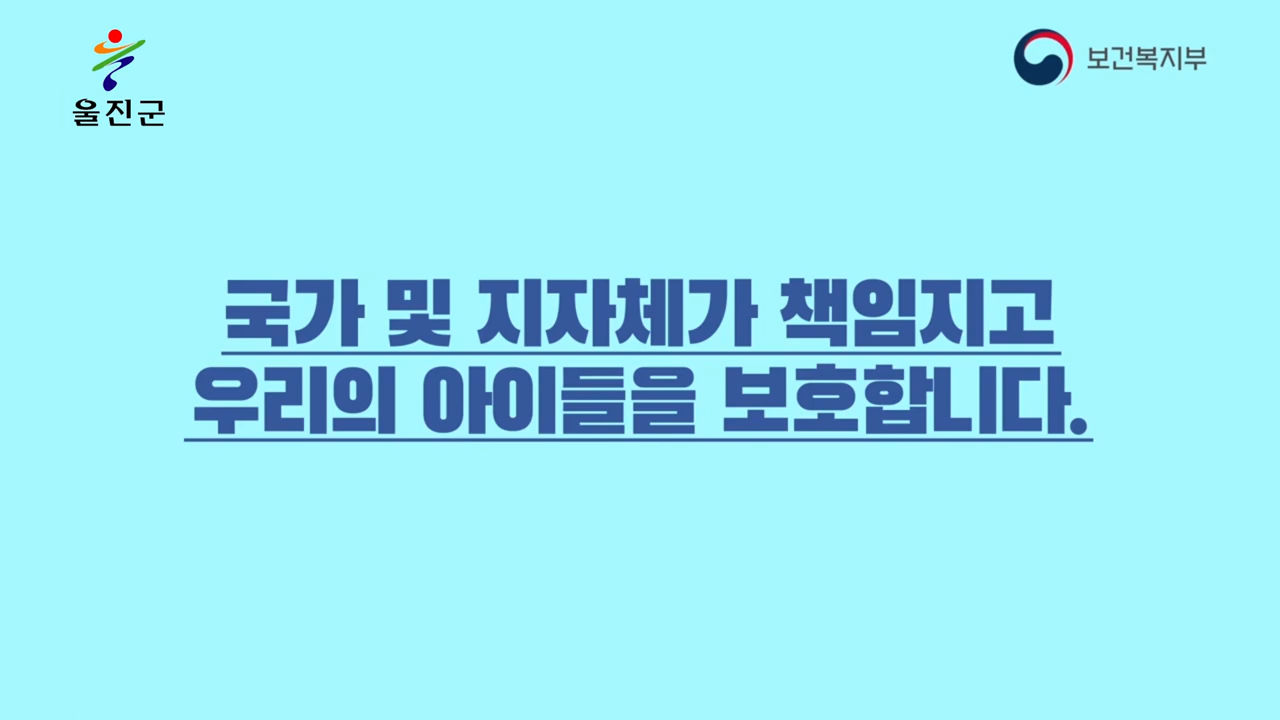 울진군
보건복지부
국가 및 지자체가 책임지고
우리의 아이들을 보호합니다.